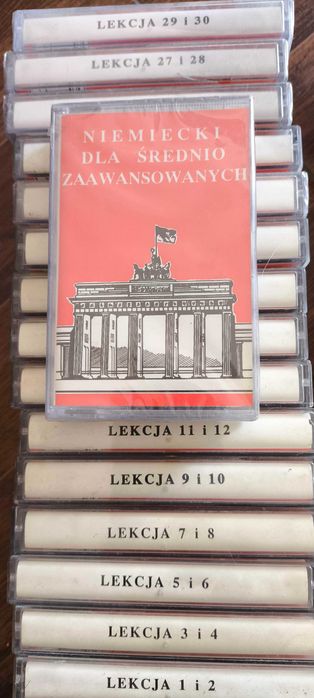 LEKCJA 29 i 30
LEKCJA 27 i 28
NIEMIECKI
DLA ŚREDNIO
ZAAWANSOWANYCH
LEKCJA 11 i 12
LEKCJA 9 i 10
LEKCJA 7 i 8
LEKCJA 5 i 6
LEKCJA 3 i 4
LEKCJA 1 i 2